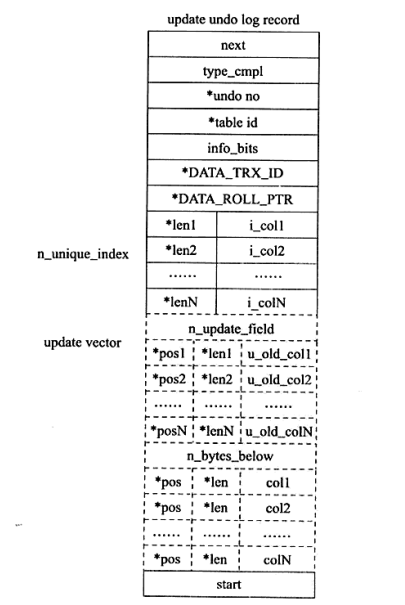 update undo log record
next
type_cmpl
*undo no
*table id
info_bits
*DATA_TRX_ID
*DATA_ROLL_PTR
*len1 i_col1
n_unique_index *len2 i_col2
...... ......
*lenN i_colN
n_update_field
update vector *pos1 *len1 u_old_col1
*pos2 *len2 u_old_col2
...... ...... ......
*posN *lenN u_old_colN
n_bytes_below
*pos *len col1
*pos *len col2
...... ...... ......
*pos *len colN
start